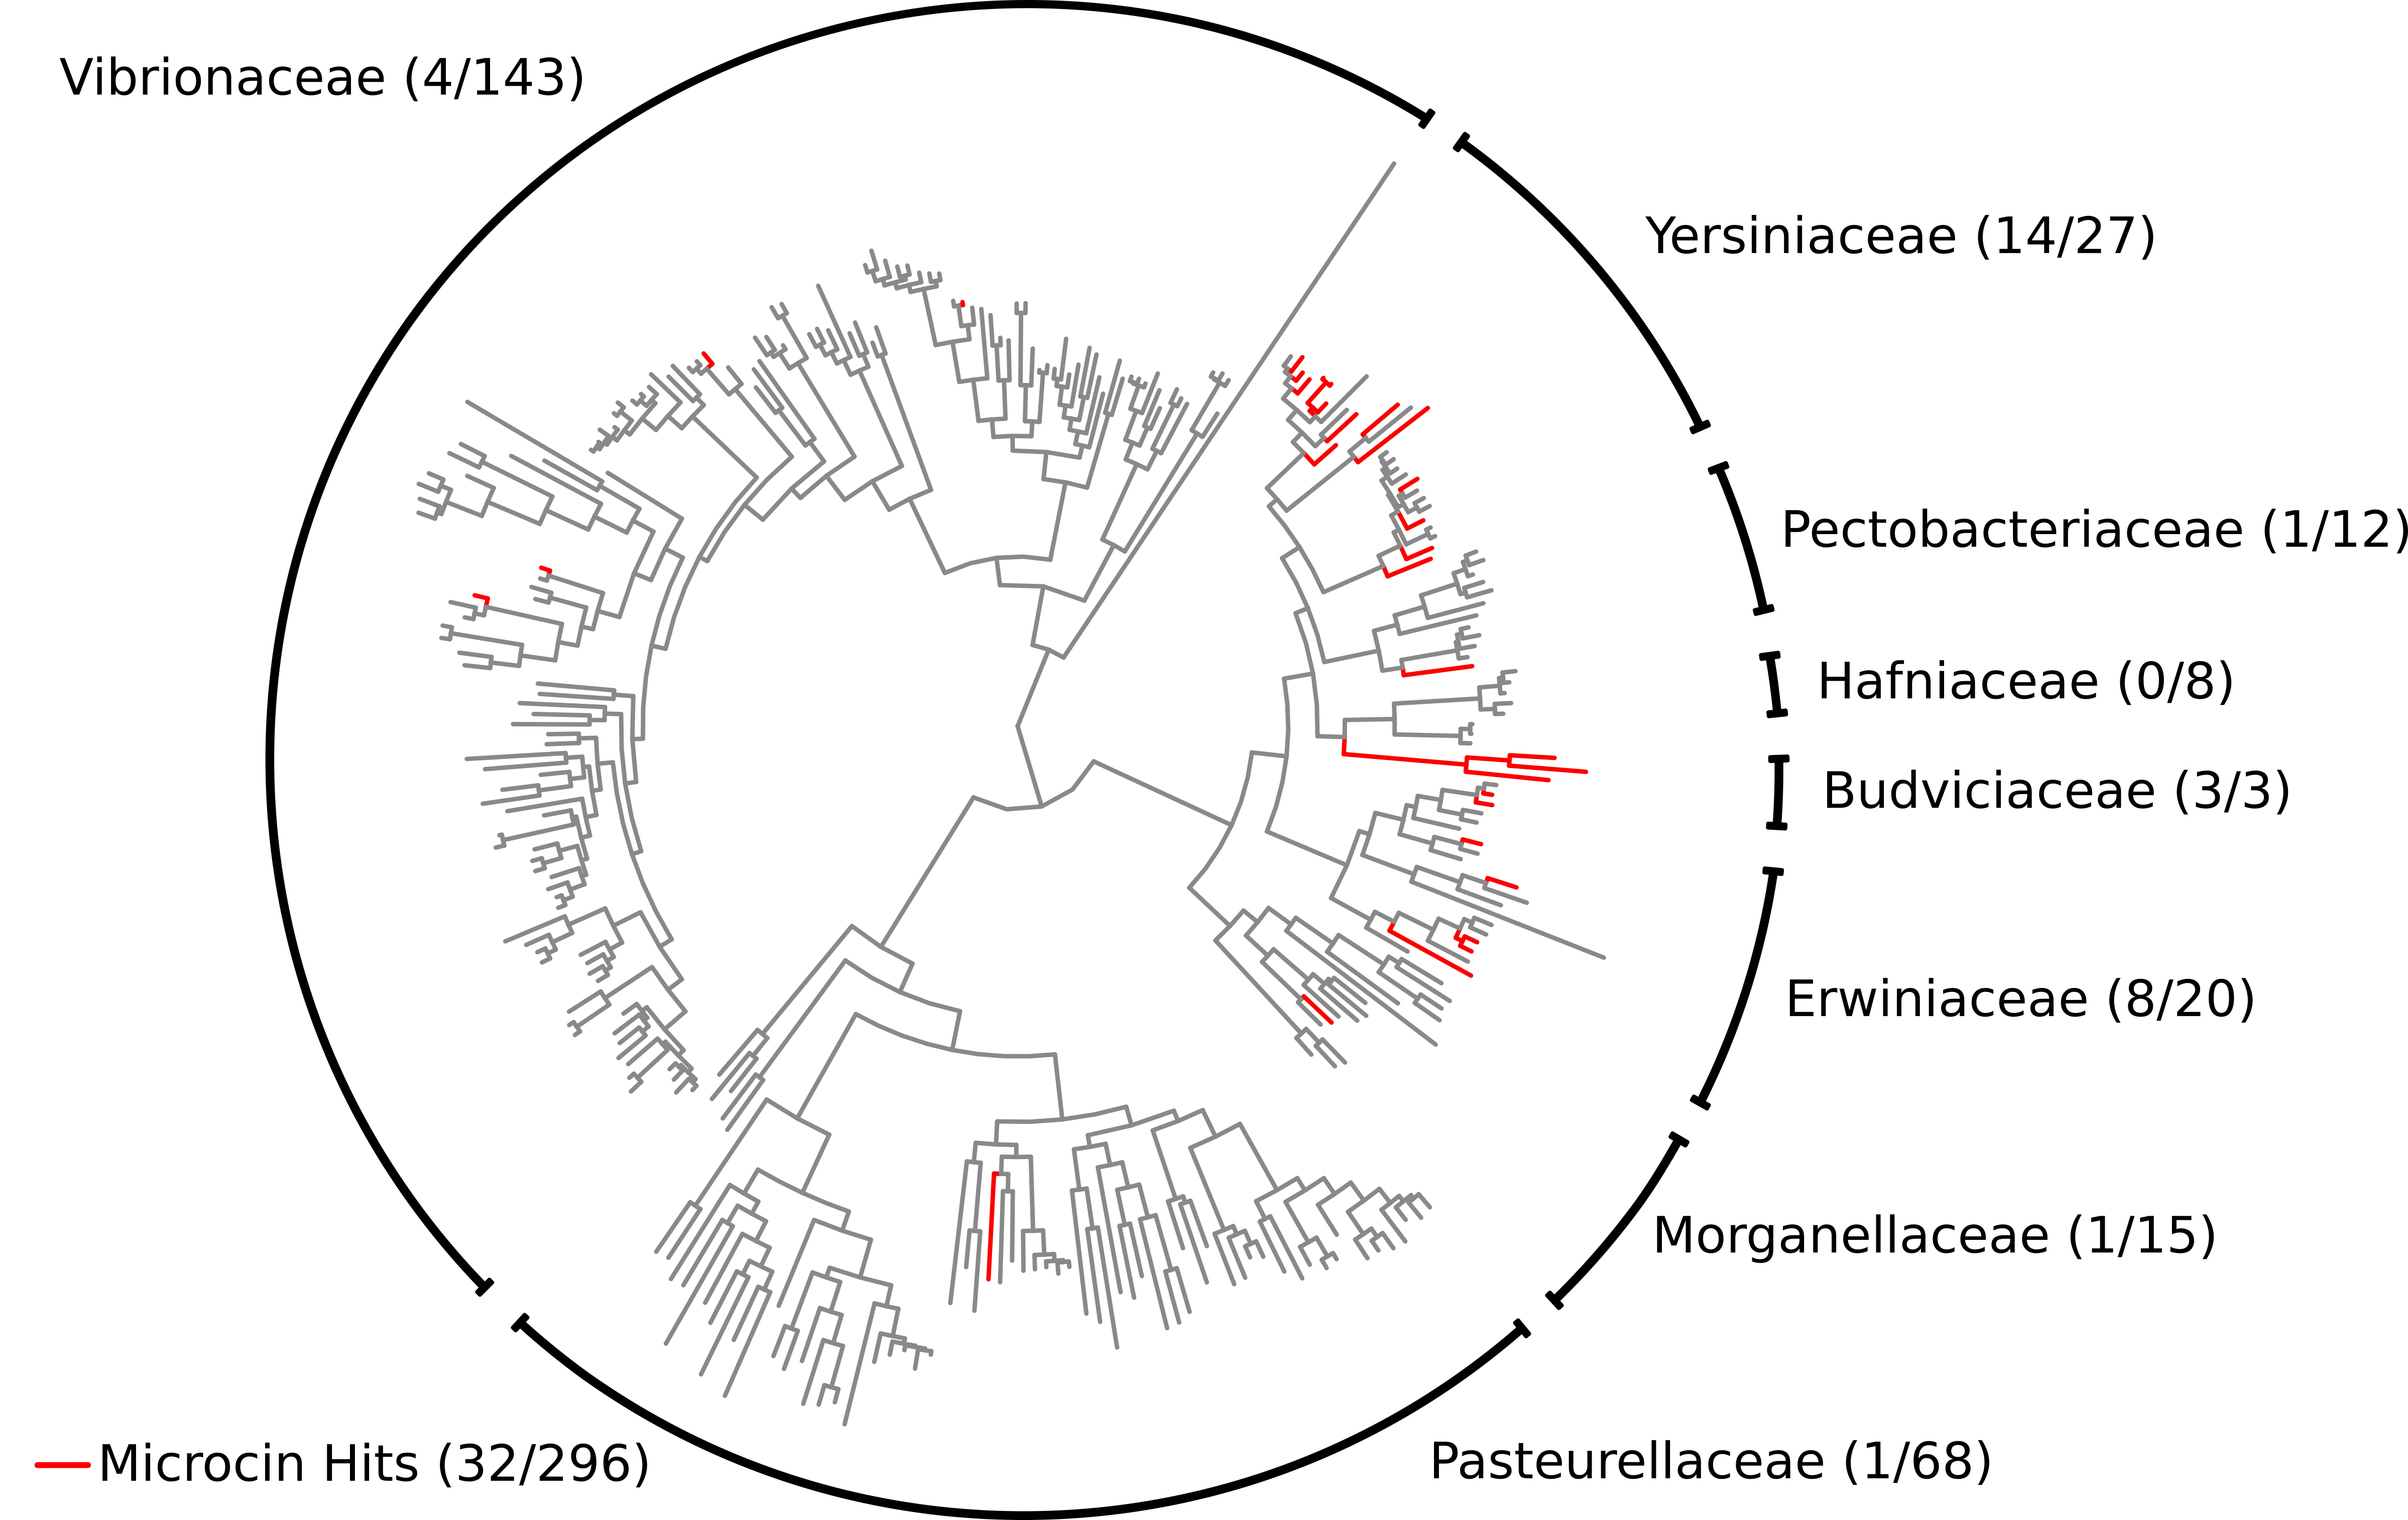 Vibrionaceae (4/143)
Yersiniaceae (14/27)
Pectobacteriaceae (1/12)
Hafniaceae (0/8)
Budviciaceae (3/3)
Erwiniaceae (8/20)
Morganellaceae (1/15)
Pasteurellaceae (1/68)
Microcin Hits (32/296)